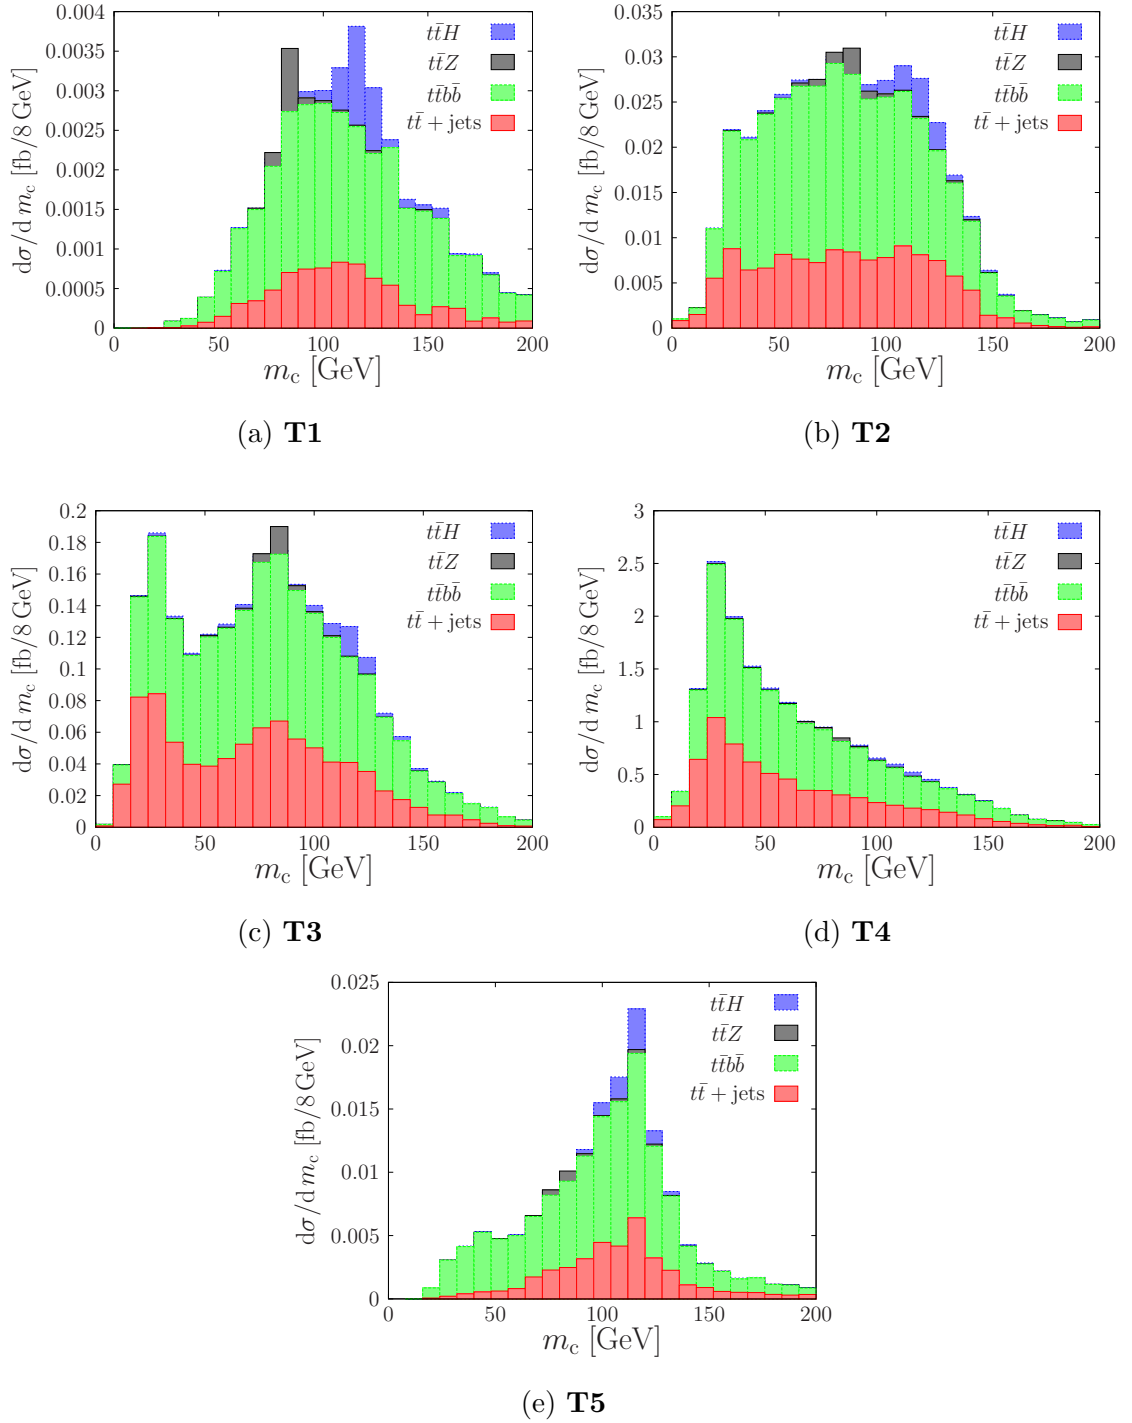 dσ/d m_c [fb/8 GeV]
0.004
0.0035
0.003
0.0025
0.002
0.0015
0.001
0.0005
0
0
50
100
150
200
m_c [GeV]
tt̄H
tt̄Z
tt̄bb̄
tt̄ + jets
(a) T1
dσ/d m_c [fb/8 GeV]
0.035
0.03
0.025
0.02
0.015
0.01
0.005
0
0
50
100
150
200
m_c [GeV]
tt̄H
tt̄Z
tt̄bb̄
tt̄ + jets
(b) T2
dσ/d m_c [fb/8 GeV]
0.2
0.18
0.16
0.14
0.12
0.1
0.08
0.06
0.04
0.02
0
0
50
100
150
200
m_c [GeV]
tt̄H
tt̄Z
tt̄bb̄
tt̄ + jets
(c) T3
dσ/d m_c [fb/8 GeV]
3
2.5
2
1.5
1
0.5
0
0
50
100
150
200
m_c [GeV]
tt̄H
tt̄Z
tt̄bb̄
tt̄ + jets
(d) T4
dσ/d m_c [fb/8 GeV]
0.025
0.02
0.015
0.01
0.005
0
0
50
100
150
200
m_c [GeV]
tt̄H
tt̄Z
tt̄bb̄
tt̄ + jets
(e) T5